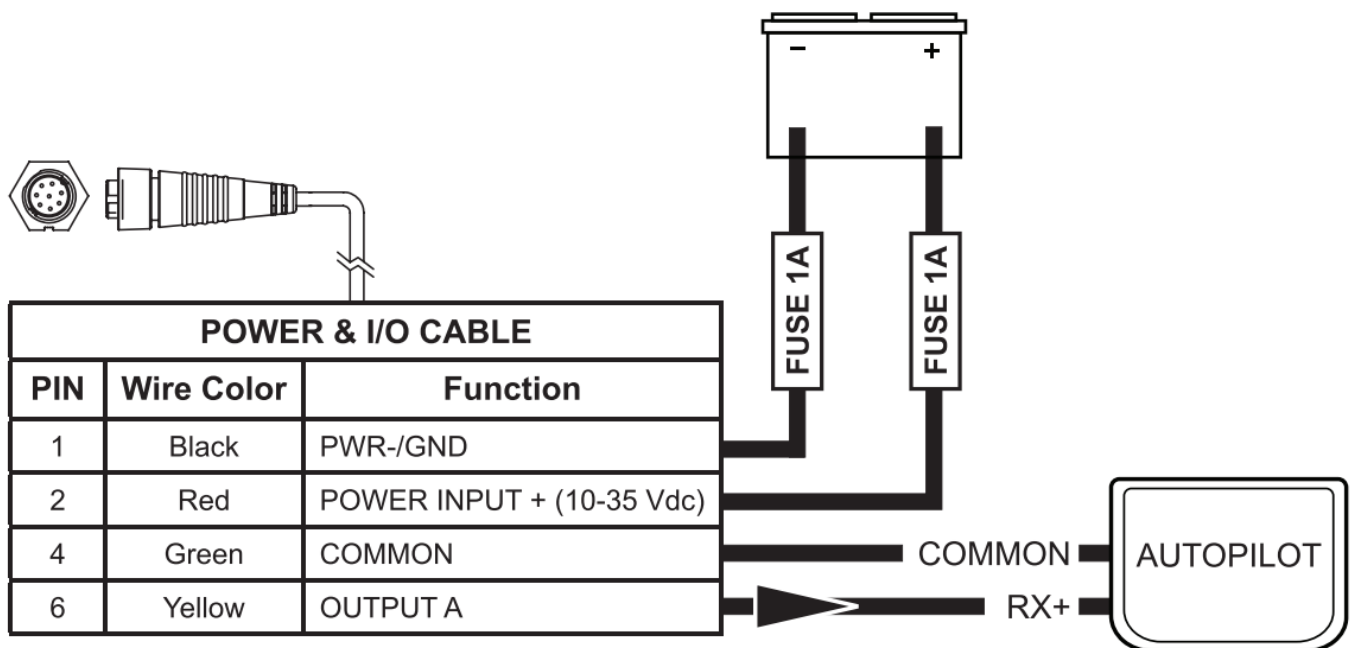 - +
FUSE 1A
FUSE 1A
POWER & I/O CABLE
PIN Wire Color Function
1 Black PWR-/GND
2 Red POWER INPUT + (10-35 Vdc)
4 Green COMMON
6 Yellow OUTPUT A
COMMON
RX+
AUTOPILOT